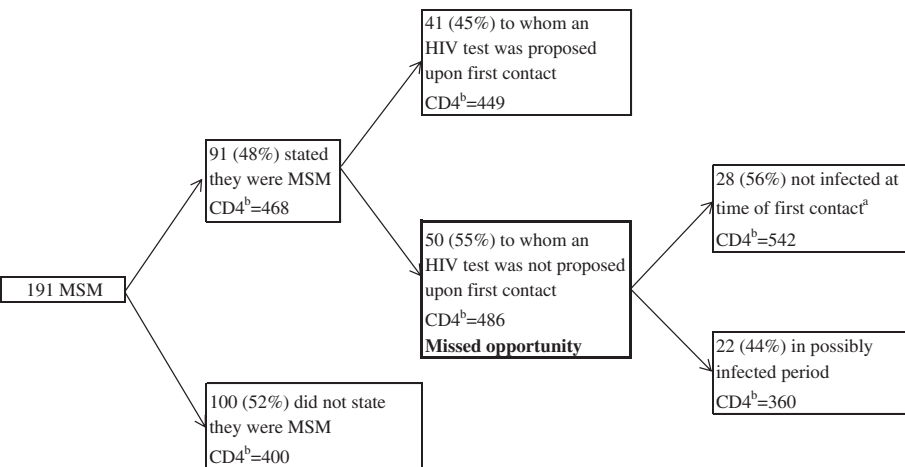 191 MSM
91 (48%) stated
they were MSM
CD4ᵇ=468
100 (52%) did not state
they were MSM
CD4ᵇ=400
41 (45%) to whom an
HIV test was proposed
upon first contact
CD4ᵇ=449
50 (55%) to whom an
HIV test was not proposed
upon first contact
CD4ᵇ=486
Missed opportunity
28 (56%) not infected at
time of first contactᵃ
CD4ᵇ=542
22 (44%) in possibly
infected period
CD4ᵇ=360